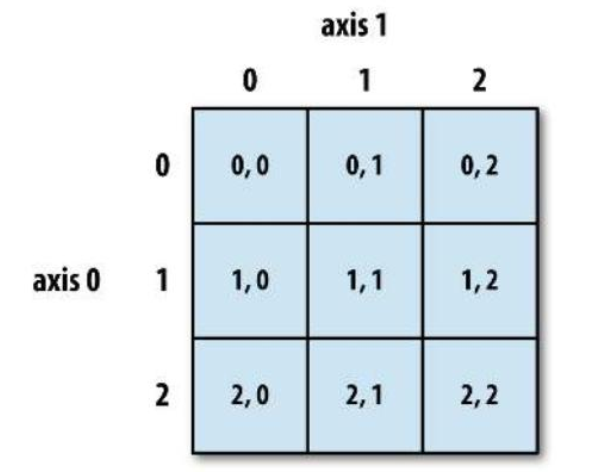 axis 1
0 1 2
0 0, 0 0, 1 0, 2
axis 0 1 1, 0 1, 1 1, 2
2 2, 0 2, 1 2, 2